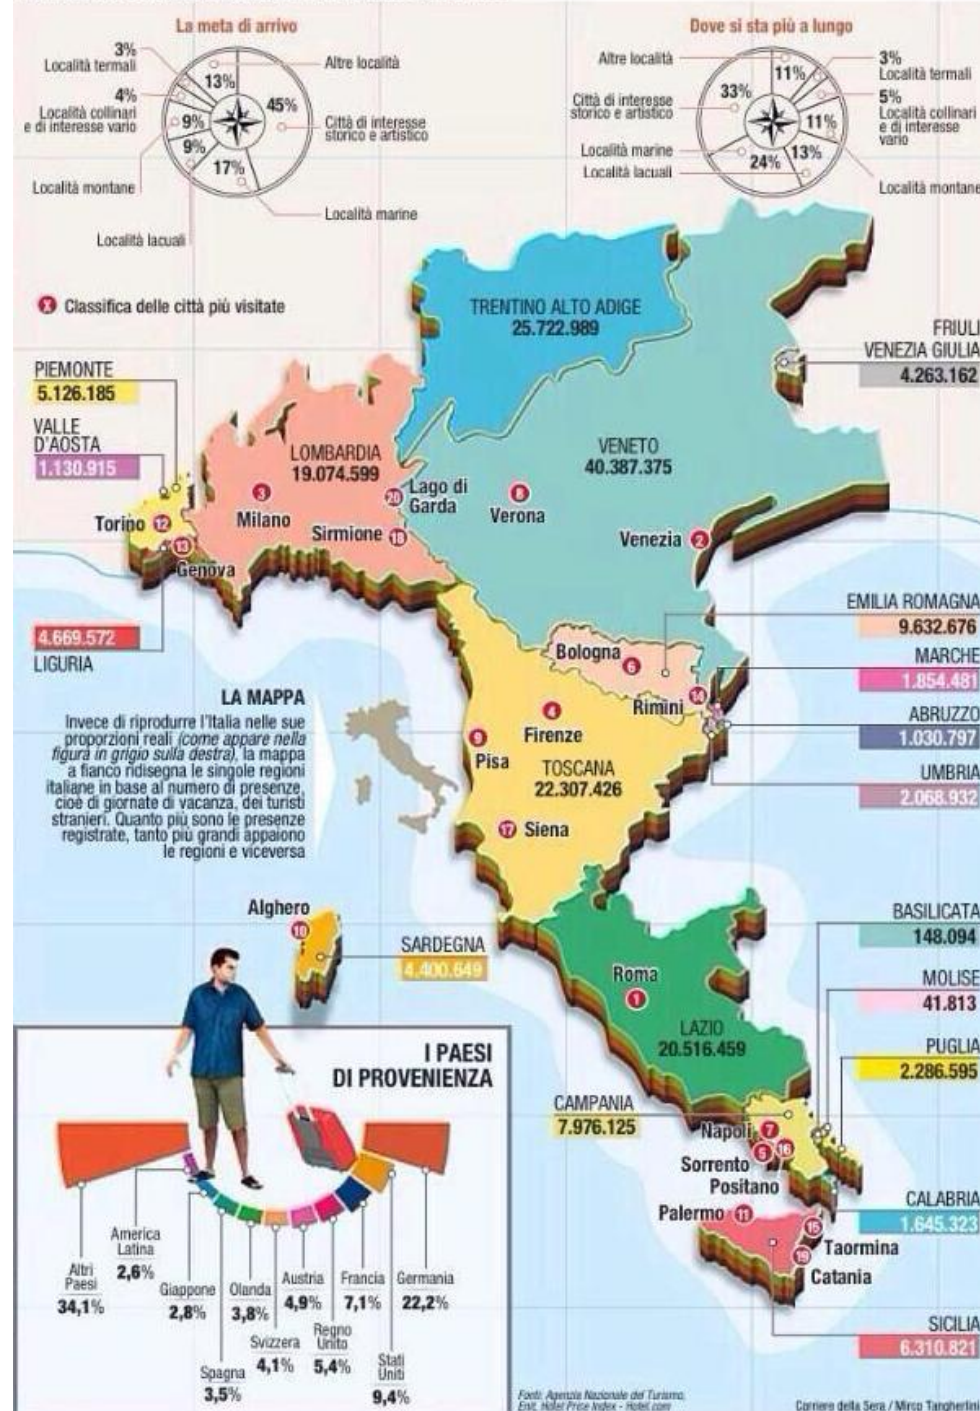 La meta di arrivo
3%
Località termali
4%
Località collinari
e di interesse vario
9%
9%
Località montane
Località lacuali
13%
Altre località
45%
Città di interesse
storico e artistico
17%
Località marine
Dove si sta più a lungo
Altre località
33%
Città di interesse
storico e artistico
Località marine
Località lacuali
11%
3%
Località termali
5%
Località collinari
e di interesse
vario
11%
13%
24%
Località montane
X Classifica delle città più visitate
TRENTINO ALTO ADIGE
25.722.989
FRIULI
VENEZIA GIULIA
4.263.162
PIEMONTE
5.126.185
VALLE
D'AOSTA
1.130.915
LOMBARDIA
19.074.599
VENETO
40.387.375
3
Milano
20 Lago di
Garda
8
Verona
Torino 12
Sirmione 18
Venezia 2
13
Genova
4.669.572
LIGURIA
EMILIA ROMAGNA
9.632.676
Bologna
6
MARCHE
1.854.481
Rimini 14
ABRUZZO
1.030.797
UMBRIA
2.068.932
LA MAPPA
Invece di riprodurre l'Italia nelle sue
proporzioni reali (come appare nella
figura in grigio sulla destra), la mappa
a fianco ridisegna le singole regioni
italiane in base al numero di presenze,
cioè di giornate di vacanza, dei turisti
stranieri. Quanto più sono le presenze
registrate, tanto più grandi appaiono
le regioni e viceversa
4
Firenze
9
Pisa
TOSCANA
22.307.426
17 Siena
Alghero
10
SARDEGNA
4.400.649
BASILICATA
148.094
Roma
1
MOLISE
41.813
LAZIO
20.516.459
PUGLIA
2.286.595
CAMPANIA
7.976.125
Napoli 7
5 16
Sorrento
Positano
CALABRIA
1.645.323
Palermo 11
15
Taormina
19
Catania
SICILIA
6.310.821
I PAESI
DI PROVENIENZA
Altri
Paesi
34,1%
America
Latina
2,6%
Giappone
2,8%
Spagna
3,5%
Olanda
3,8%
Svizzera
4,1%
Austria
4,9%
Regno
Unito
5,4%
Francia
7,1%
Stati
Uniti
9,4%
Germania
22,2%
Fonti: Agenzia Nazionale del Turismo,
Enit, Hotel Price Index - Hotel.com
Corriere della Sera / Mirco Tangherlini